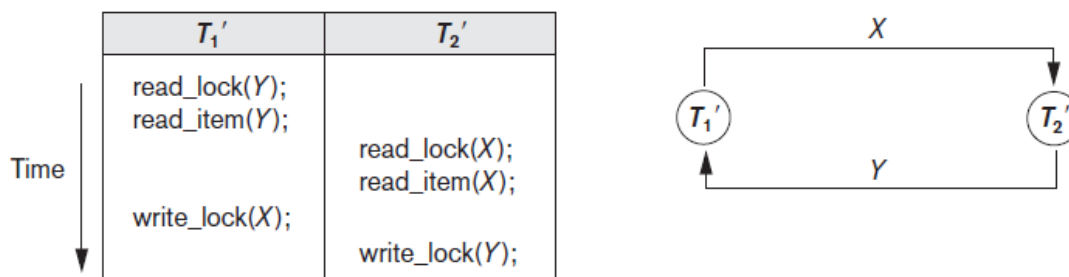 T₁′ T₂′
read_lock(Y);
read_item(Y);
read_lock(X);
read_item(X);
write_lock(X);
write_lock(Y);
Time
X
T₁′ T₂′
Y